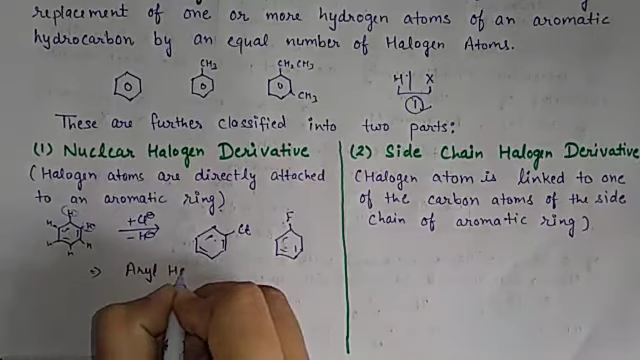 replacement of one or more hydrogen atoms of an aromatic
hydrocarbon by an equal number of Halogen Atoms.
CH3
CH2CH3
CH3
H X
1
These are further classified into two parts:
(1) Nuclear Halogen Derivative
(Halogen atoms are directly attached
to an aromatic ring)
+Cl
-H
Cl
F
⇒ Aryl
(2) Side Chain Halogen Derivative
(Halogen atom is linked to one
of the carbon atoms of the side
chain of aromatic ring)